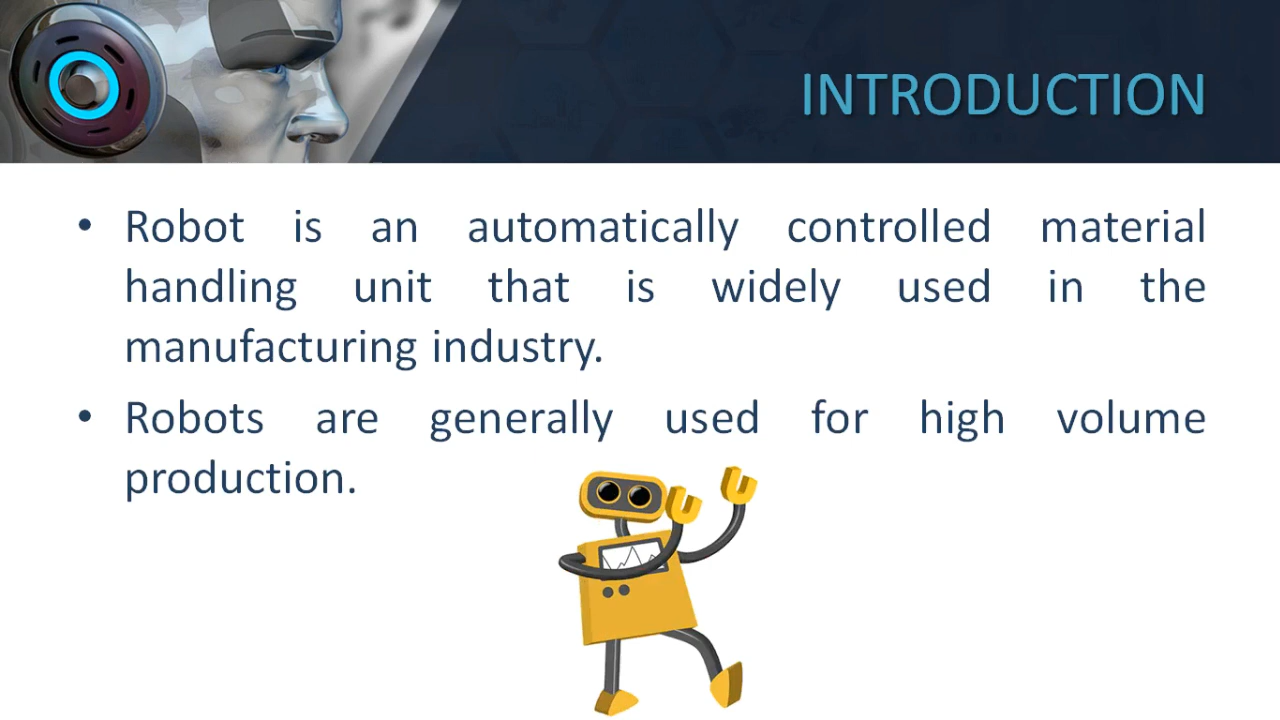 INTRODUCTION
• Robot is an automatically controlled material
handling unit that is widely used in the
manufacturing industry.
• Robots are generally used for high volume
production.